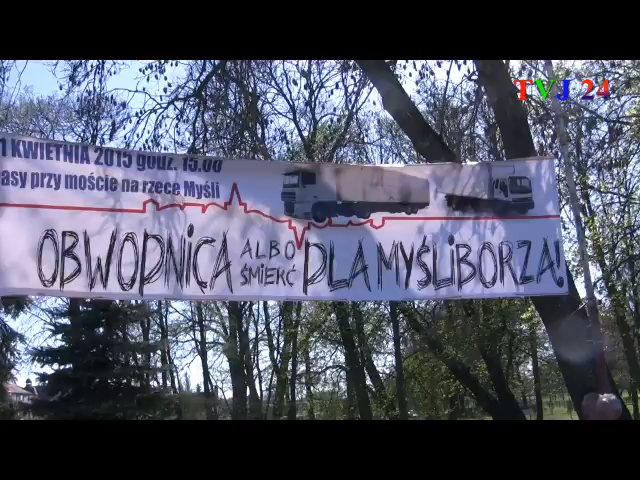 TVJ 24
1 KWIETNIA 2015 GODZ. 15.00
asy przy moście na rzece Myśli
OBWODNICA ALBO ŚMIERĆ DLA MYŚLIBORZA!